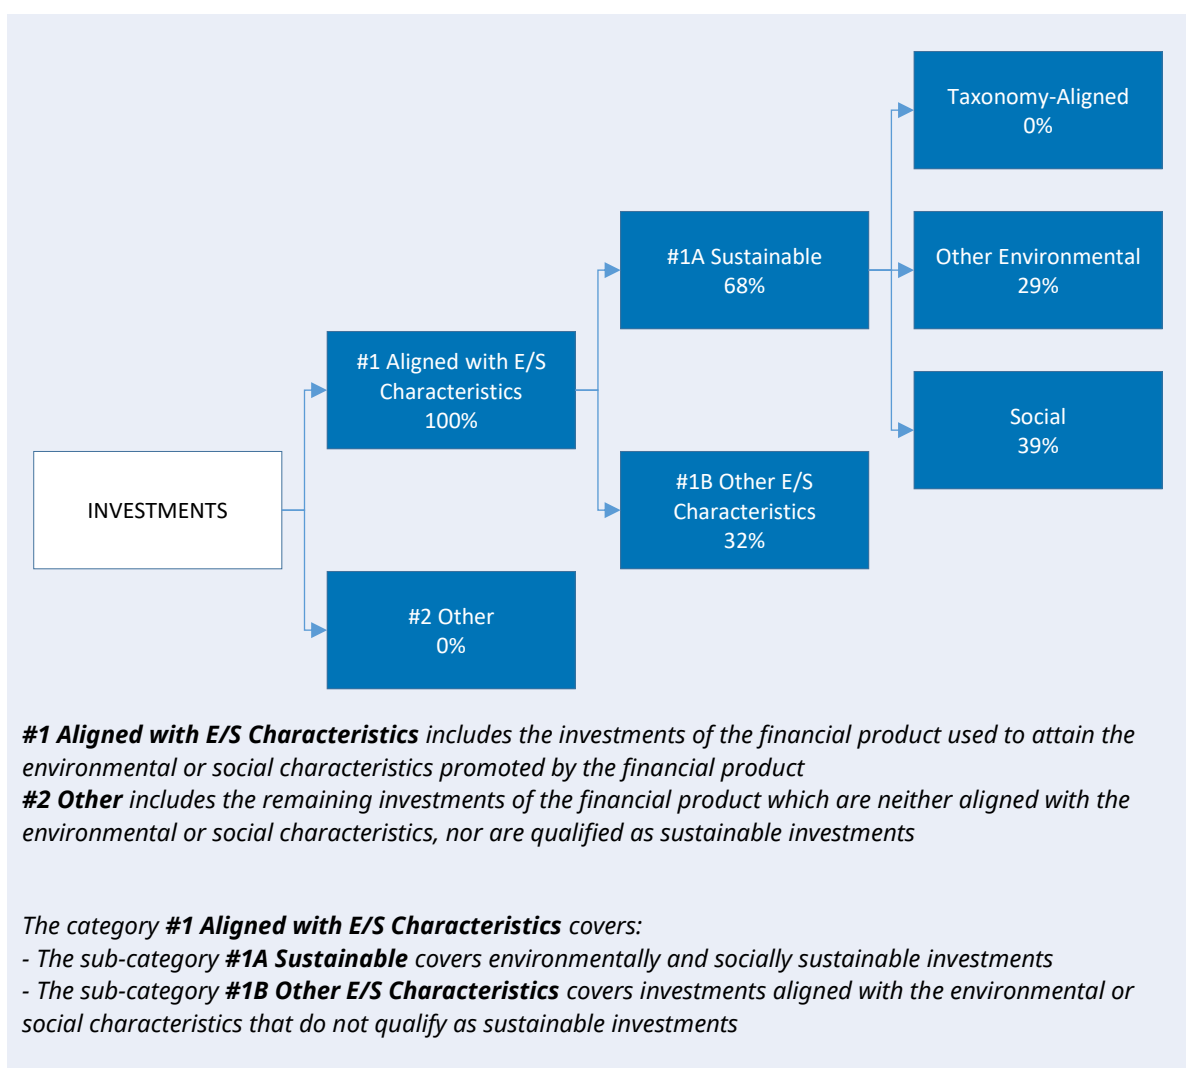 Taxonomy-Aligned
0%
#1A Sustainable
68%
Other Environmental
29%
#1 Aligned with E/S
Characteristics
100%
Social
39%
INVESTMENTS
#1B Other E/S
Characteristics
32%
#2 Other
0%
#1 Aligned with E/S Characteristics includes the investments of the financial product used to attain the
environmental or social characteristics promoted by the financial product
#2 Other includes the remaining investments of the financial product which are neither aligned with the
environmental or social characteristics, nor are qualified as sustainable investments
The category #1 Aligned with E/S Characteristics covers:
- The sub-category #1A Sustainable covers environmentally and socially sustainable investments
- The sub-category #1B Other E/S Characteristics covers investments aligned with the environmental or
social characteristics that do not qualify as sustainable investments